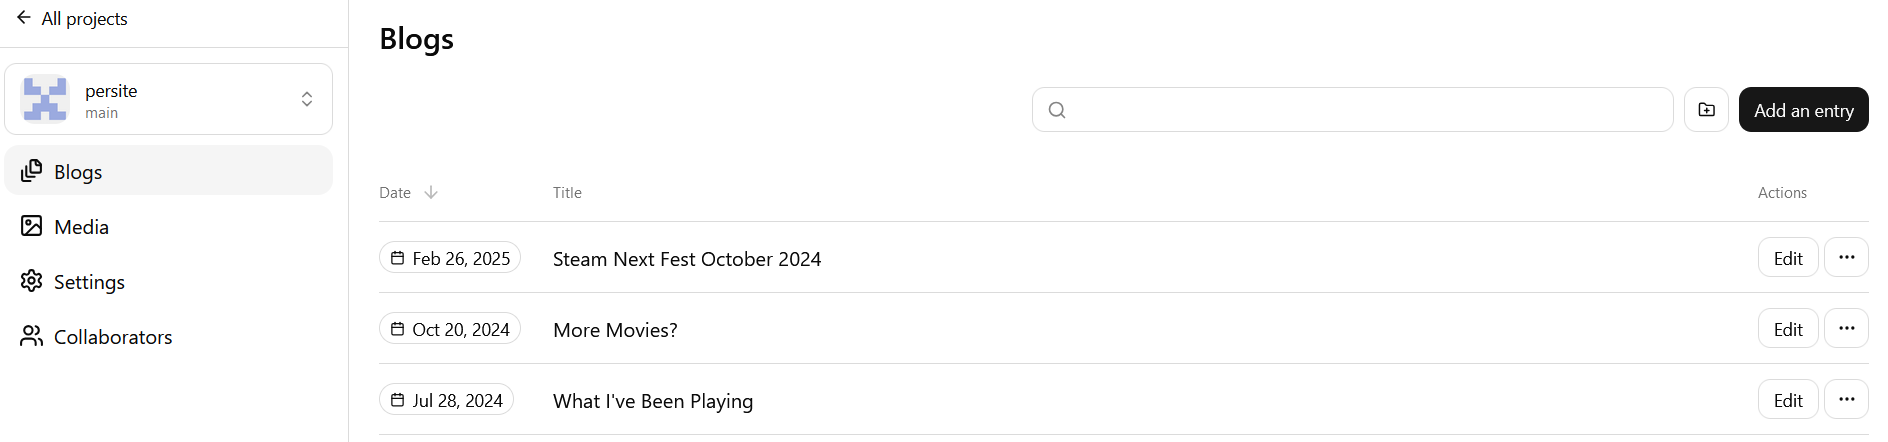 All projects
persite
main
Blogs
Media
Settings
Collaborators
Blogs
Add an entry
Date Title Actions
Feb 26, 2025 Steam Next Fest October 2024 Edit
Oct 20, 2024 More Movies? Edit
Jul 28, 2024 What I've Been Playing Edit